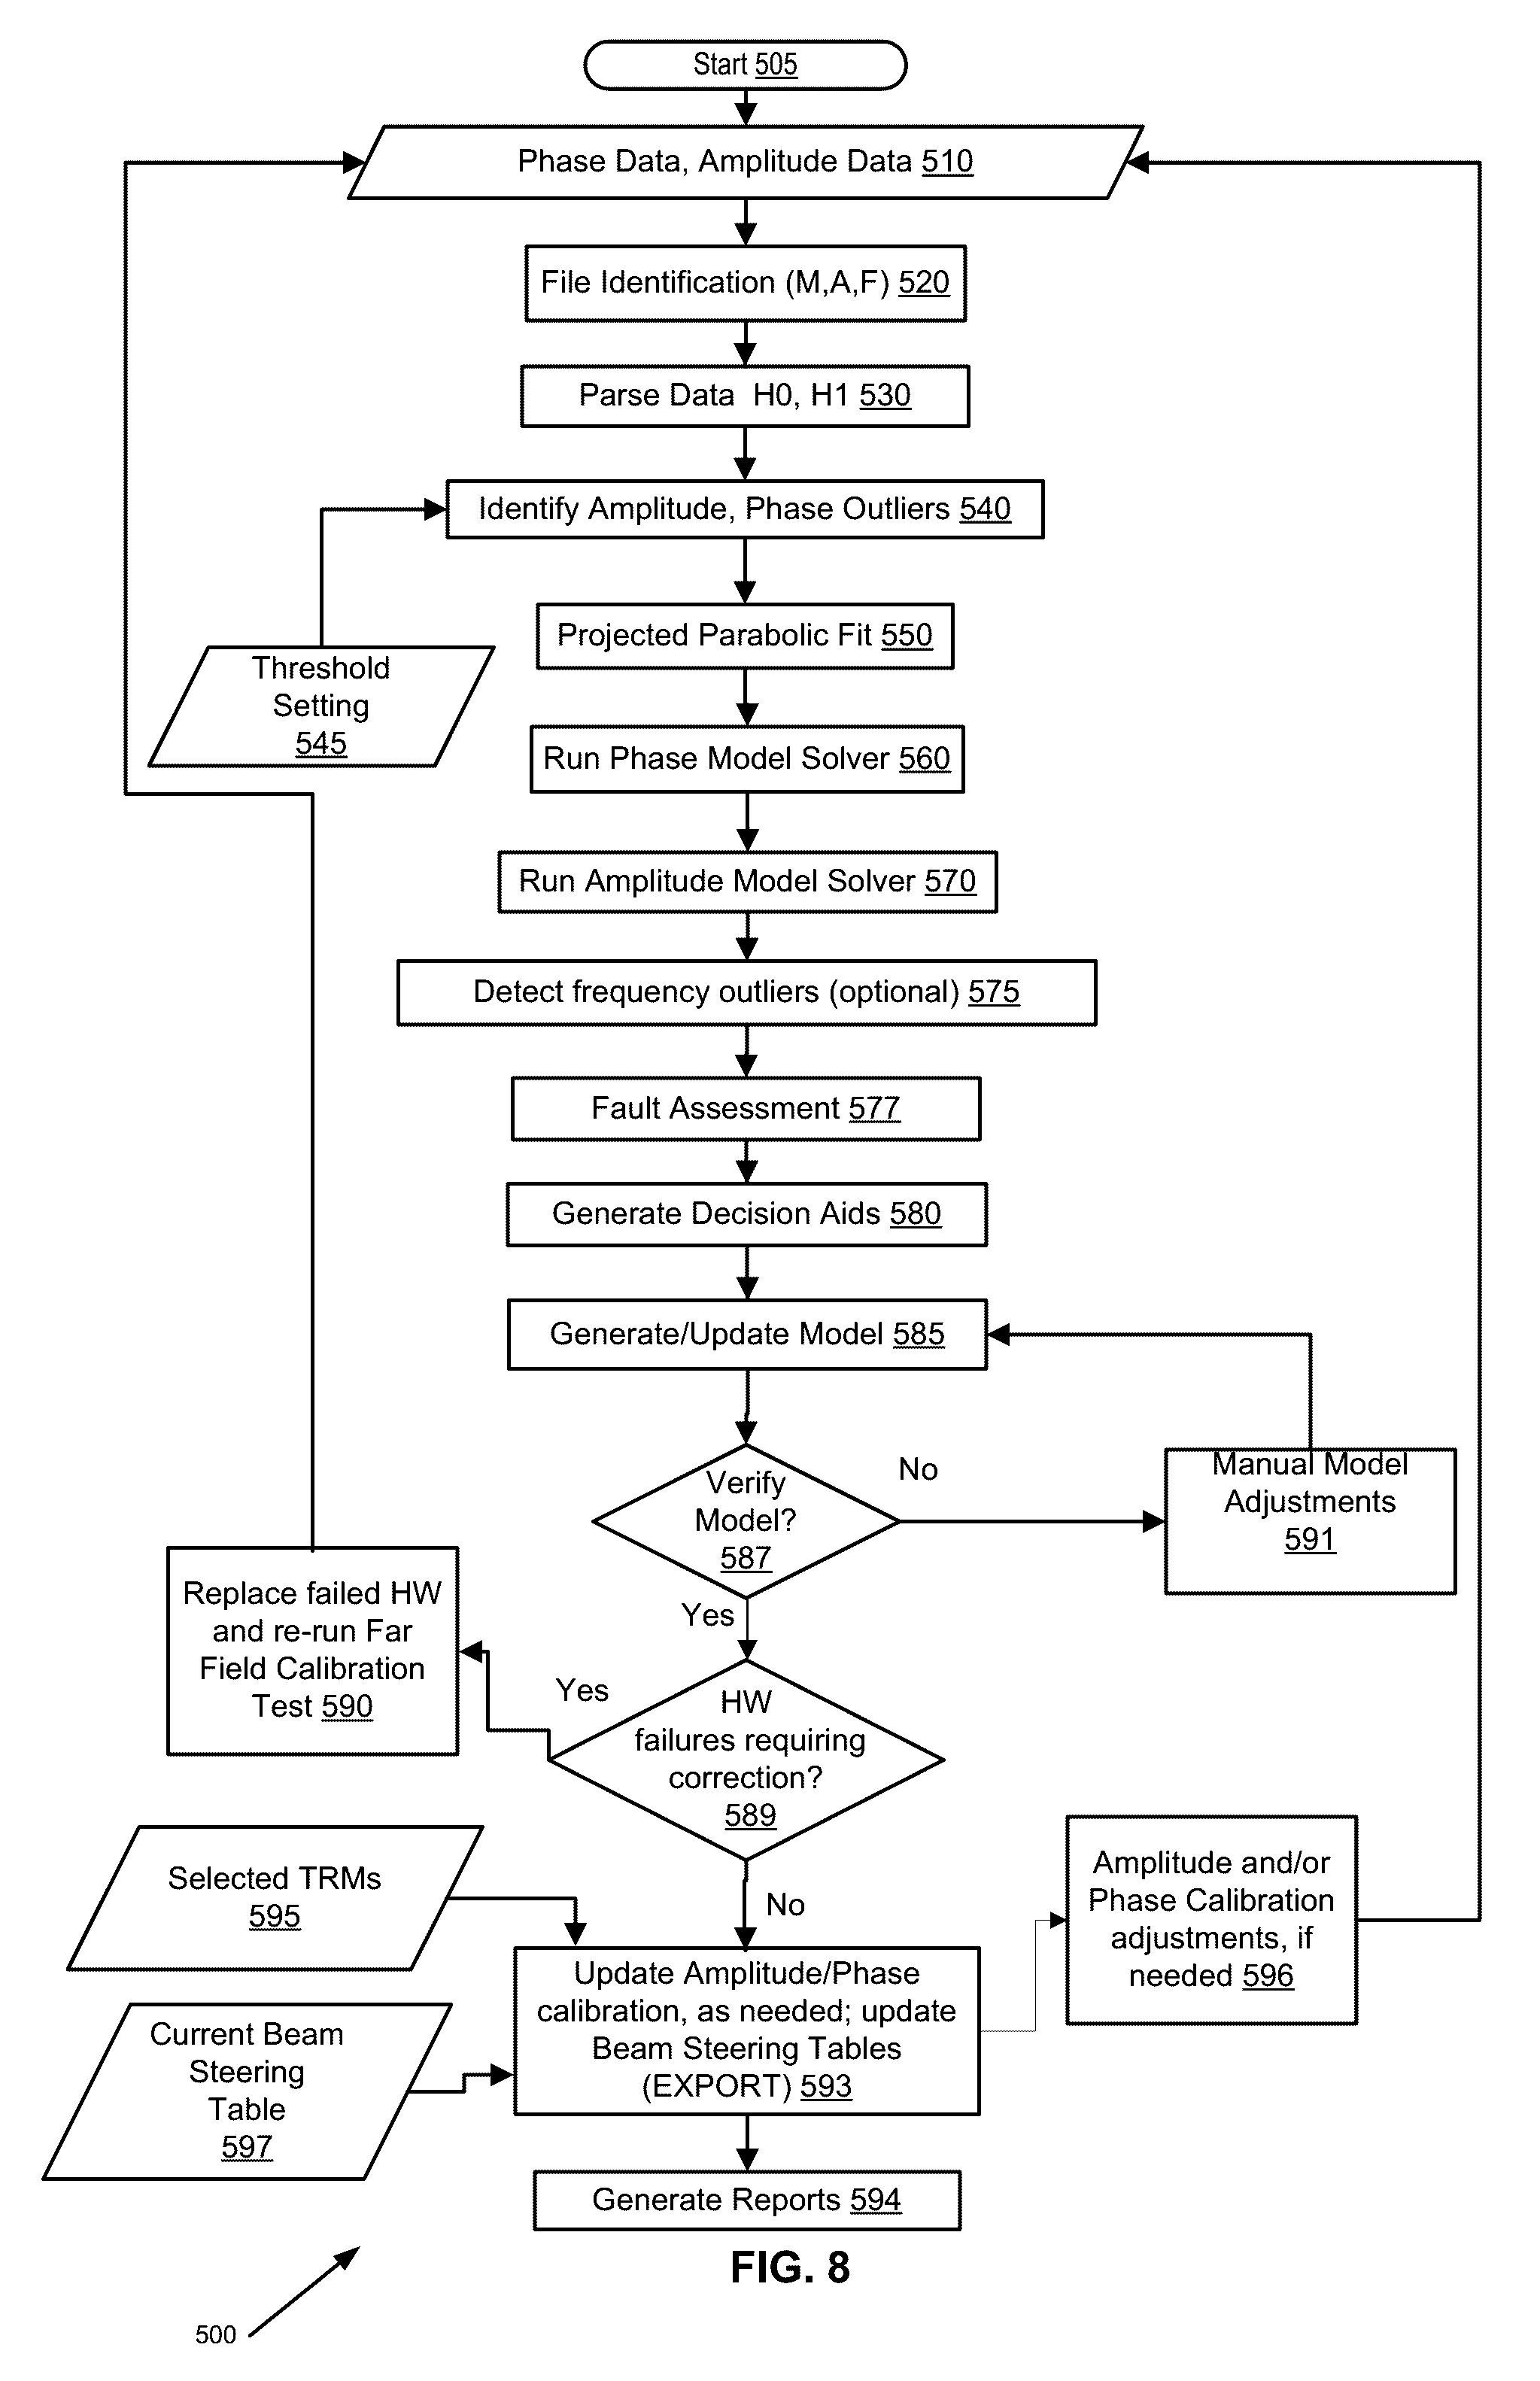 Start 505
Phase Data, Amplitude Data 510
File Identification (M,A,F) 520
Parse Data H0, H1 530
Identify Amplitude, Phase Outliers 540
Projected Parabolic Fit 550
Threshold
Setting
545
Run Phase Model Solver 560
Run Amplitude Model Solver 570
Detect frequency outliers (optional) 575
Fault Assessment 577
Generate Decision Aids 580
Generate/Update Model 585
Verify
Model?
587
No
Manual Model
Adjustments
591
Yes
Replace failed HW
and re-run Far
Field Calibration
Test 590
Yes
HW
failures requiring
correction?
589
No
Selected TRMs
595
Amplitude and/or
Phase Calibration
adjustments, if
needed 596
Update Amplitude/Phase
calibration, as needed; update
Beam Steering Tables
(EXPORT) 593
Current Beam
Steering
Table
597
Generate Reports 594
FIG. 8
500